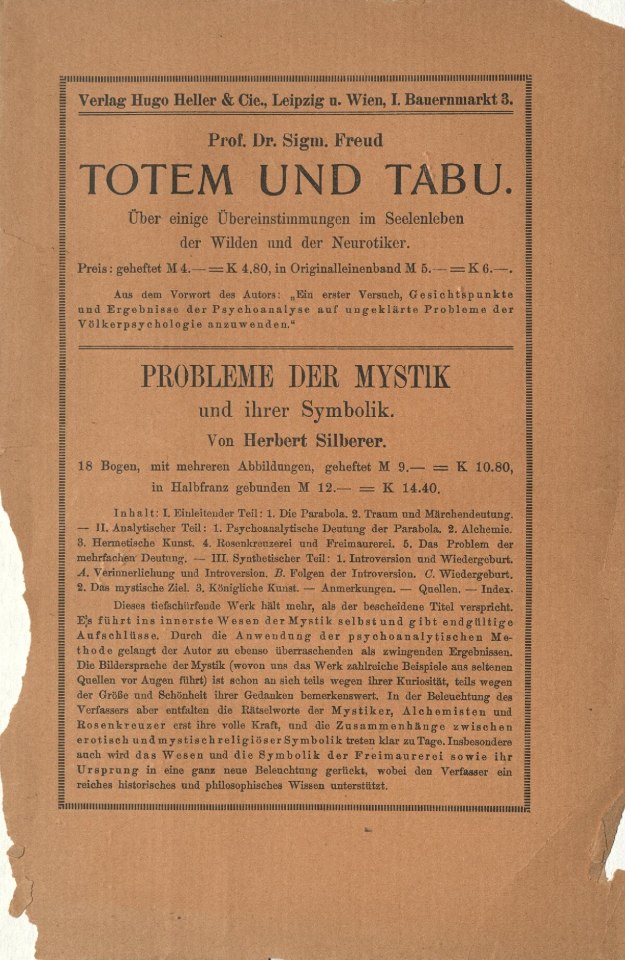 Verlag Hugo Heller & Cie., Leipzig u. Wien, I. Bauernmarkt 3.
Prof. Dr. Sigm. Freud
TOTEM UND TABU.
Über einige Übereinstimmungen im Seelenleben
der Wilden und der Neurotiker.
Preis: geheftet M 4.— = K 4.80, in Originalleinenband M 5.— = K 6.—.
Aus dem Vorwort des Autors: „Ein erster Versuch, Gesichtspunkte
und Ergebnisse der Psychoanalyse auf ungeklärte Probleme der
Völkerpsychologie anzuwenden.“
PROBLEME DER MYSTIK
und ihrer Symbolik.
Von Herbert Silberer.
18 Bogen, mit mehreren Abbildungen, geheftet M 9.— = K 10.80,
in Halbfranz gebunden M 12.— = K 14.40.
Inhalt: I. Einleitender Teil: 1. Die Parabola. 2. Traum und Märchendeutung.
— II. Analytischer Teil: 1. Psychoanalytische Deutung der Parabola. 2. Alchemie.
3. Hermetische Kunst. 4. Rosenkreuzerei und Freimaurerei. 5. Das Problem der
mehrfachen Deutung. — III. Synthetischer Teil: 1. Introversion und Wiedergeburt.
A. Verinnerlichung und Introversion. B. Folgen der Introversion. C. Wiedergeburt.
2. Das mystische Ziel. 3. Königliche Kunst. — Anmerkungen. — Quellen. — Index.
Dieses tiefschürfende Werk hält mehr, als der bescheidene Titel verspricht.
Es führt ins innerste Wesen der Mystik selbst und gibt endgültige
Aufschlüsse. Durch die Anwendung der psychoanalytischen Me-
thode gelangt der Autor zu ebenso überraschenden als zwingenden Ergebnissen.
Die Bildersprache der Mystik (wovon uns das Werk zahlreiche Beispiele aus seltenen
Quellen vor Augen führt) ist schon an sich teils wegen ihrer Kuriosität, teils wegen
der Größe und Schönheit ihrer Gedanken bemerkenswert. In der Beleuchtung des
Verfassers aber entfalten die Rätselworte der Mystiker, Alchemisten und
Rosenkreuzer erst ihre volle Kraft, und die Zusammenhänge zwischen
erotisch und mystisch religiöser Symbolik treten klar zu Tage. Insbesondere
auch wird das Wesen und die Symbolik der Freimaurerei sowie ihr
Ursprung in eine ganz neue Beleuchtung gerückt, wobei den Verfasser ein
reiches historisches und philosophisches Wissen unterstützt.